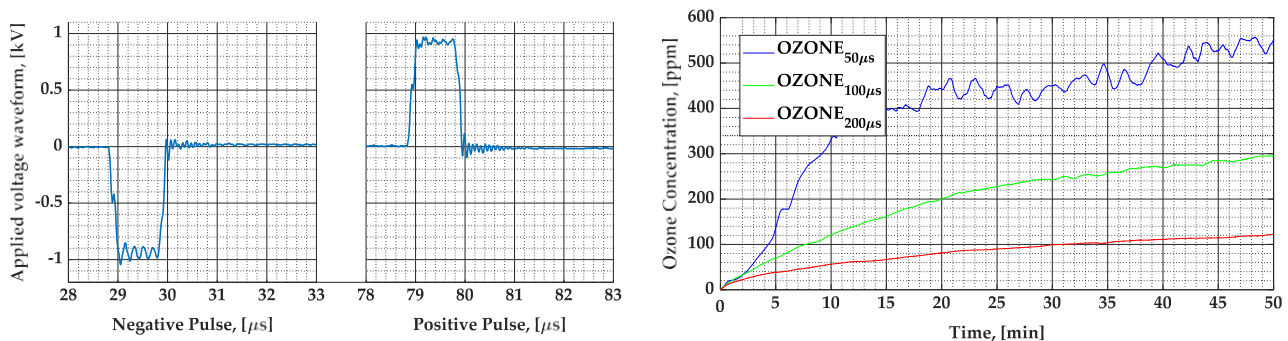 Applied voltage waveform, [kV]
1
0.5
0
-0.5
-1
28 29 30 31 32 33
Negative Pulse, [μs]
78 79 80 81 82 83
Positive Pulse, [μs]
Ozone Concentration, [ppm]
600
500
400
300
200
100
0
OZONE50μs
OZONE100μs
OZONE200μs
0 5 10 15 20 25 30 35 40 45 50
Time, [min]